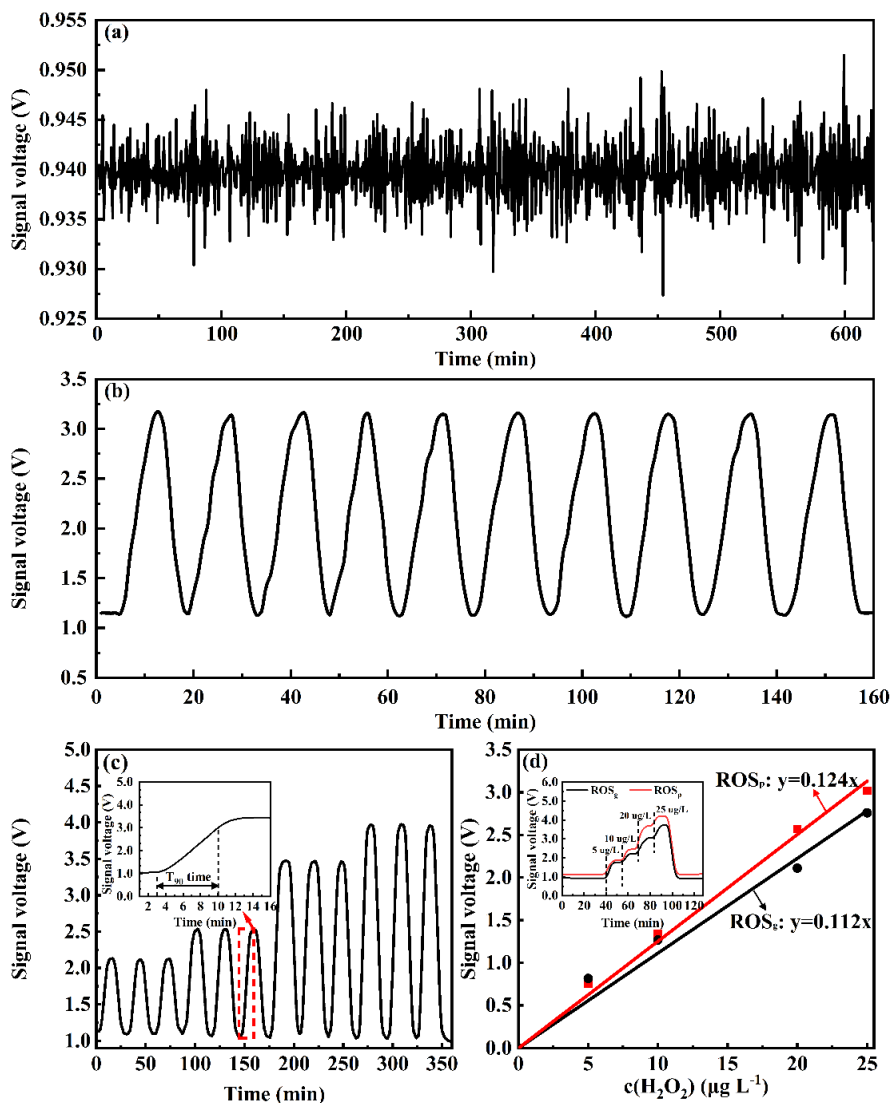 (a)
Signal voltage (V)
0.955
0.950
0.945
0.940
0.935
0.930
0.925
0 100 200 300 400 500 600
Time (min)
(b)
Signal voltage (V)
3.5
3.0
2.5
2.0
1.5
1.0
0.5
0 20 40 60 80 100 120 140 160
Time (min)
(c)
Signal voltage (V)
5.0
4.5
4.0
3.5
3.0
2.5
2.0
1.5
1.0
0 50 100 150 200 250 300 350
Time (min)
Signal voltage (V)
5.0
4.0
3.0
2.0
1.0
T₉₀ time
2 4 6 8 10 12 14 16
Time (min)
(d)
Signal voltage (V)
3.5
3.0
2.5
2.0
1.5
1.0
0.5
0.0
0 5 10 15 20 25
c(H₂O₂) (μg L⁻¹)
ROSₚ: y=0.124x
ROSg: y=0.112x
Signal voltage (V)
6.0
5.0
4.0
3.0
2.0
1.0
0.0
ROSg ROSₚ
5 ug/L
10 ug/L
20 ug/L
25 ug/L
0 20 40 60 80 100 120
Time (min)